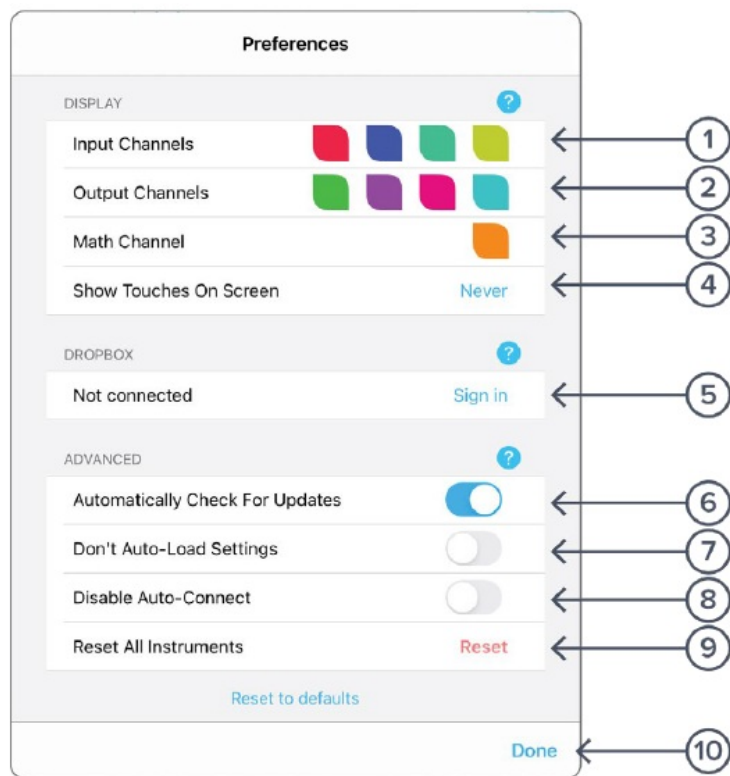 Preferences
DISPLAY ?
Input Channels 1
Output Channels 2
Math Channel 3
Show Touches On Screen Never 4
DROPBOX ?
Not connected Sign in 5
ADVANCED ?
Automatically Check For Updates 6
Don't Auto-Load Settings 7
Disable Auto-Connect 8
Reset All Instruments Reset 9
Reset to defaults
Done 10